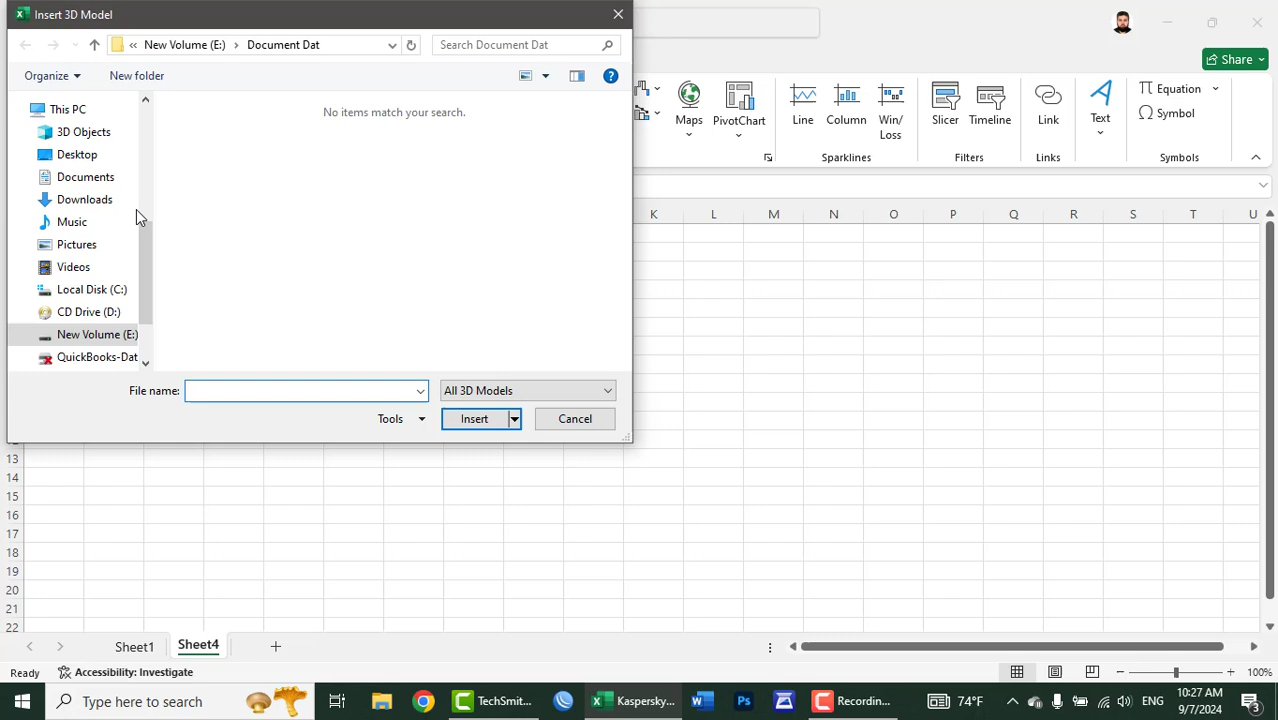 Insert 3D Model
« New Volume (E:) › Document Dat
Search Document Dat
Organize
New folder
Share
This PC
3D Objects
Desktop
Documents
Downloads
Music
Pictures
Videos
Local Disk (C:)
CD Drive (D:)
New Volume (E:)
QuickBooks-Dat
No items match your search.
File name:
All 3D Models
Tools
Insert
Cancel
Maps
PivotChart
Line
Column
Win/
Loss
Slicer
Timeline
Link
Text
Equation
Symbol
Sparklines
Filters
Links
Symbols
K L M N O P Q R S T U
13
14
15
16
17
18
19
20
21
22
Sheet1
Sheet4
Ready
Accessibility: Investigate
100%
Type here to search
TechSmit...
Kaspersky...
Recording...
74°F
ENG
10:27 AM
9/7/2024
3